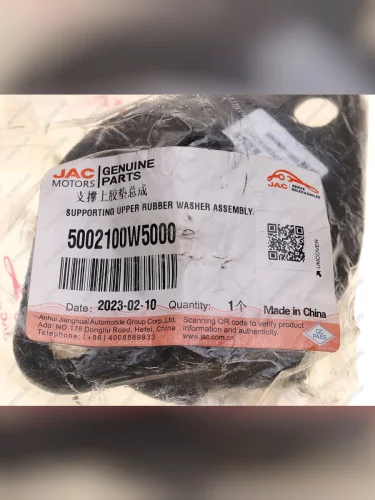 JAC MOTORS
GENUINE PARTS
JAC
支撑上胶垫总成
SUPPORTING UPPER RUBBER WASHER ASSEMBLY
5002100W5000
UNCOVER
Date: 2023-02-10 Quantity: 1个 Made in China
Anhui Jianghuai Automobile Group Corp.,Ltd.
Add: NO.176 Dongliu Road, Hefei, China
Telephone: (+86) 4008889933
Scanning QR code to verify product
information and authenticity.
www.jac.com.cn
QC
PASS